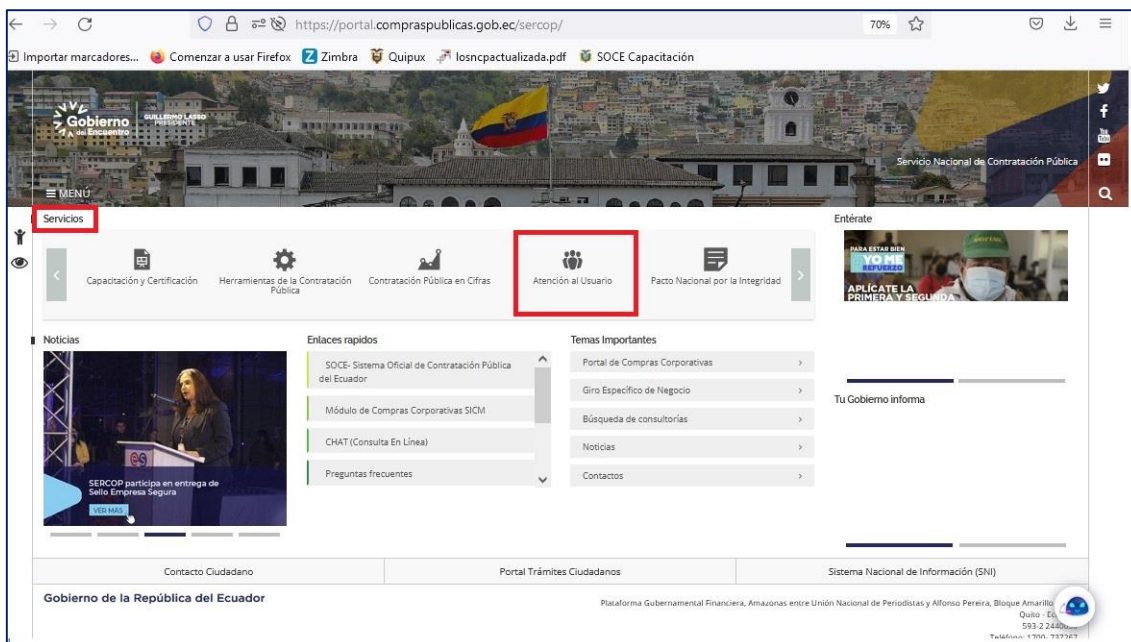 https://portal.compraspublicas.gob.ec/sercop/
70%
Importar marcadores...
Comenzar a usar Firefox
Zimbra
Quipux
losncpactualizada.pdf
SOCE Capacitación
Gobierno
del Encuentro
GUILLERMO LASSO
PRESIDENTE
Servicio Nacional de Contratación Pública
MENÚ
Servicios
Capacitación y Certificación
Herramientas de la Contratación
Pública
Contratación Pública en Cifras
Atención al Usuario
Pacto Nacional por la Integridad
Entérate
PARA ESTAR BIEN
YO ME
REFUERZO
APLÍCATE LA
PRIMERA Y SEGUNDA
Noticias
SERCOP participa en entrega de
Sello Empresa Segura
VER MAS
Enlaces rapidos
SOCE- Sistema Oficial de Contratación Pública
del Ecuador
Módulo de Compras Corporativas SICM
CHAT (Consulta En Línea)
Preguntas frecuentes
Temas Importantes
Portal de Compras Corporativas
Giro Específico de Negocio
Búsqueda de consultorías
Noticias
Contactos
Tu Gobierno informa
Contacto Ciudadano
Portal Trámites Ciudadanos
Sistema Nacional de Información (SNI)
Gobierno de la República del Ecuador
Plataforma Gubernamental Financiera, Amazonas entre Unión Nacional de Periodistas y Alfonso Pereira, Bloque Amarillo
Quito -
593-2
Teléfono: 1700- 737267